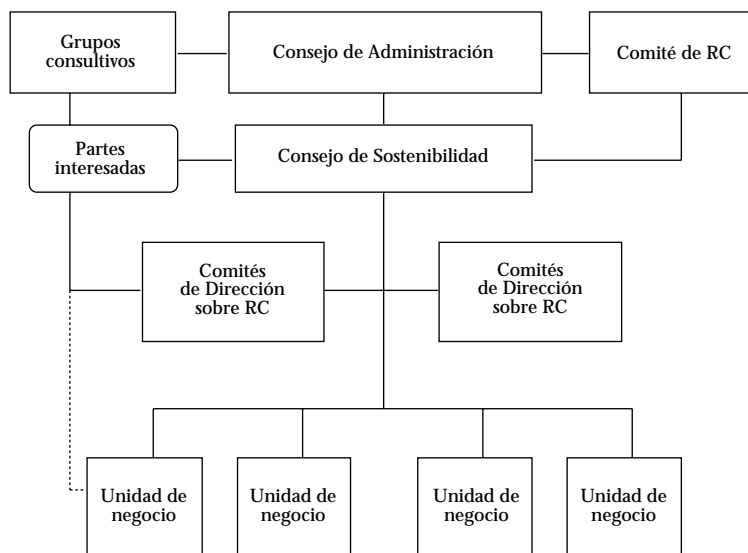 Grupos
consultivos
Consejo de Administración
Comité de RC
Partes
interesadas
Consejo de Sostenibilidad
Comités
de Dirección
sobre RC
Comités
de Dirección
sobre RC
Unidad de
negocio
Unidad de
negocio
Unidad de
negocio
Unidad de
negocio